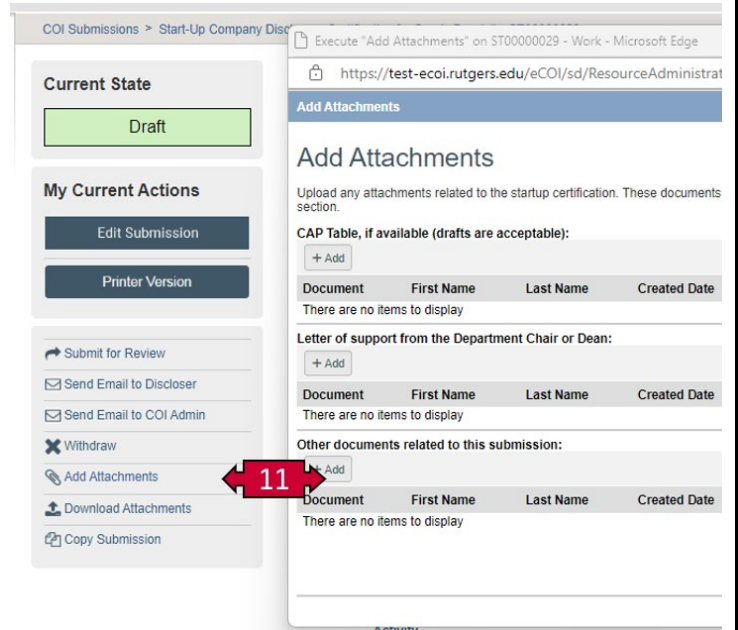 COI Submissions > Start-Up Company
Current State
Draft
My Current Actions
Edit Submission
Printer Version
Submit for Review
Send Email to Discloser
Send Email to COI Admin
Withdraw
Add Attachments
Download Attachments
Copy Submission
11
Execute "Add Attachments" on ST00000029 - Work - Microsoft Edge
https://test-ecoi.rutgers.edu/eCOI/sd/ResourceAdministrat
Add Attachments
Add Attachments
Upload any attachments related to the startup certification. These documents
section.
CAP Table, if available (drafts are acceptable):
+ Add
Document First Name Last Name Created Date
There are no items to display
Letter of support from the Department Chair or Dean:
+ Add
Document First Name Last Name Created Date
There are no items to display
Other documents related to this submission:
+ Add
Document First Name Last Name Created Date
There are no items to display